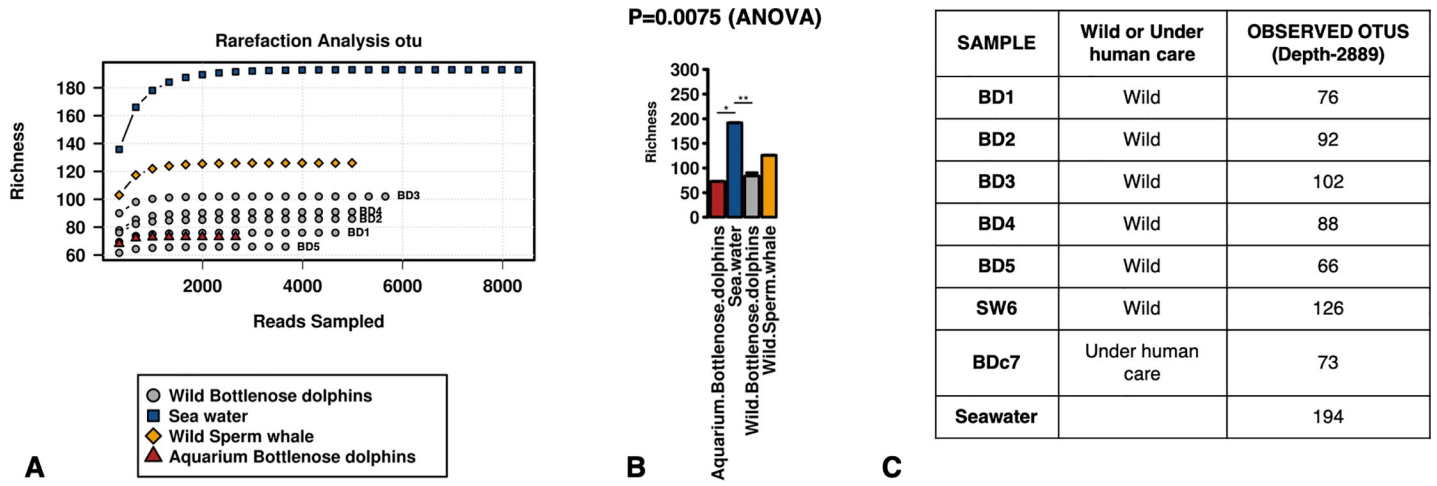 Rarefaction Analysis otu
Richness
180
160
140
120
100
80
60
BD3
BD4
BD2
BD1
BD5
2000
4000
6000
8000
Reads Sampled
Wild Bottlenose dolphins
Sea water
Wild Sperm whale
Aquarium Bottlenose dolphins
A
P=0.0075 (ANOVA)
Richness
300
250
200
150
100
50
0
*
**
Aquarium.Bottlenose.dolphins
Sea.water
Wild.Bottlenose.dolphins
Wild.Sperm.whale
B
SAMPLE
Wild or Under
human care
OBSERVED OTUS
(Depth-2889)
BD1 Wild 76
BD2 Wild 92
BD3 Wild 102
BD4 Wild 88
BD5 Wild 66
SW6 Wild 126
BDc7 Under human
care 73
Seawater 194
C